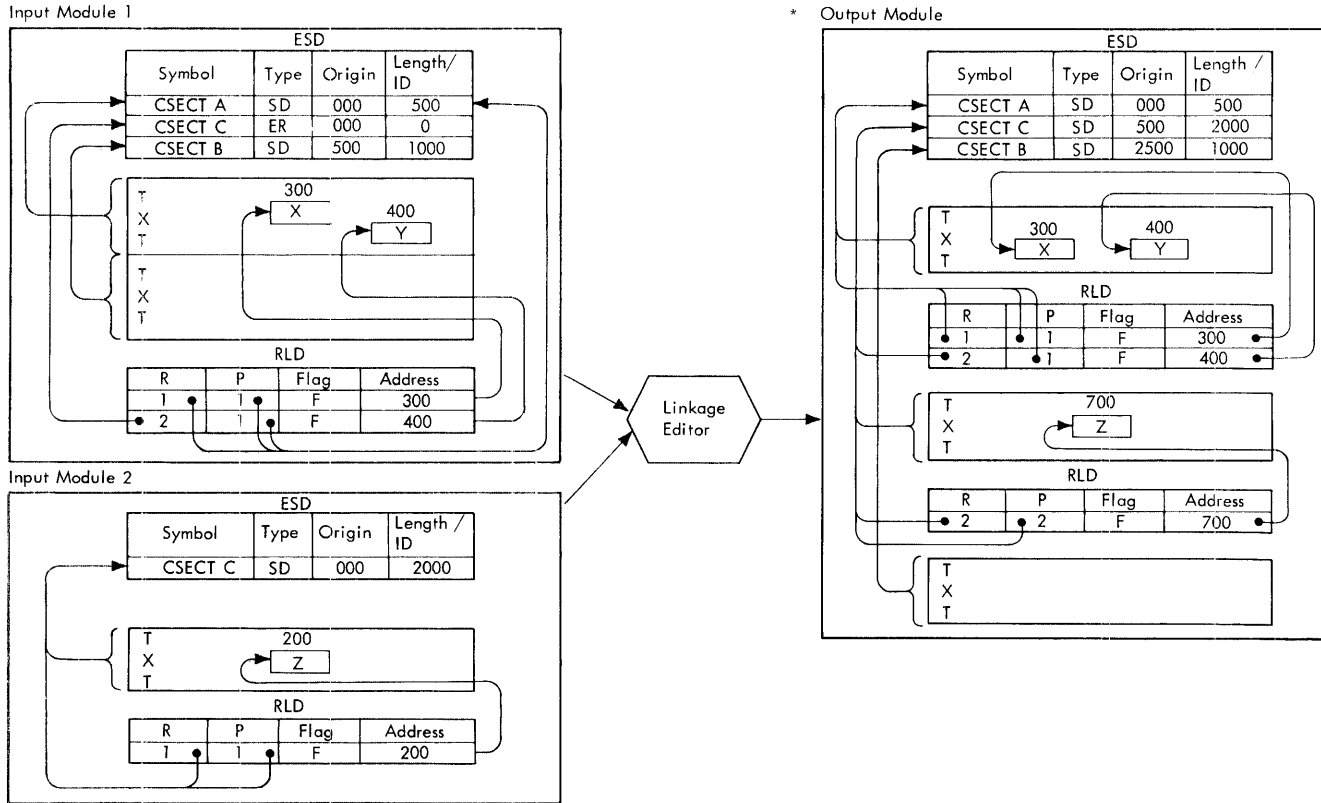 Input Module 1
ESD
Symbol Type Origin Length/
ID
CSECT A SD 000 500
CSECT C ER 000 0
CSECT B SD 500 1000
T
X
T
300
X
400
Y
T
X
T
RLD
R P Flag Address
1 1 F 300
2 1 F 400
Input Module 2
ESD
Symbol Type Origin Length /
ID
CSECT C SD 000 2000
T
X
T
200
Z
RLD
R P Flag Address
1 1 F 200
Linkage
Editor
* Output Module
ESD
Symbol Type Origin Length /
ID
CSECT A SD 000 500
CSECT C SD 500 2000
CSECT B SD 2500 1000
T
X
T
300
X
400
Y
RLD
R P Flag Address
1 1 F 300
2 1 F 400
T
X
T
700
Z
RLD
R P Flag Address
2 2 F 700
T
X
T